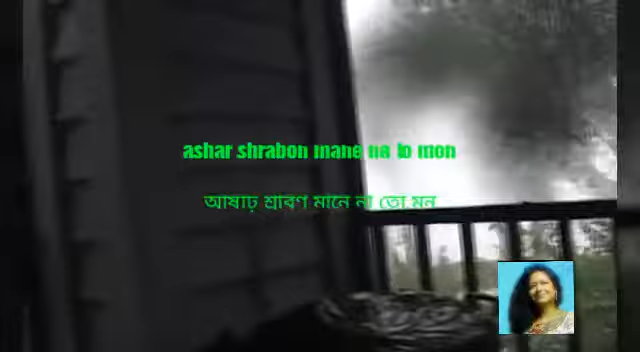 ashar shrabon mane na to mon
আষাঢ় শ্রাবণ মানে না তো মন